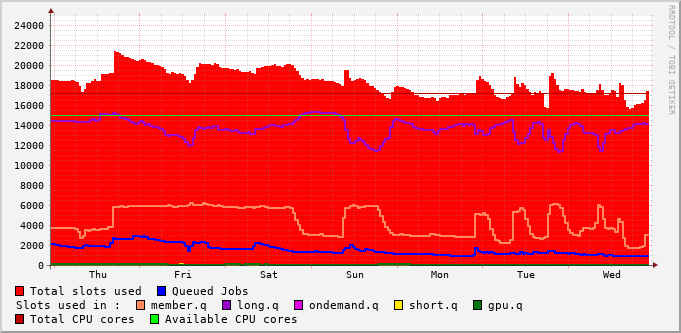 RRDTOOL / TOBI OETIKER
24000
22000
20000
18000
16000
14000
12000
10000
8000
6000
4000
2000
0
Thu Fri Sat Sun Mon Tue Wed
Total slots used Queued Jobs
Slots used in : member.q long.q ondemand.q short.q gpu.q
Total CPU cores Available CPU cores